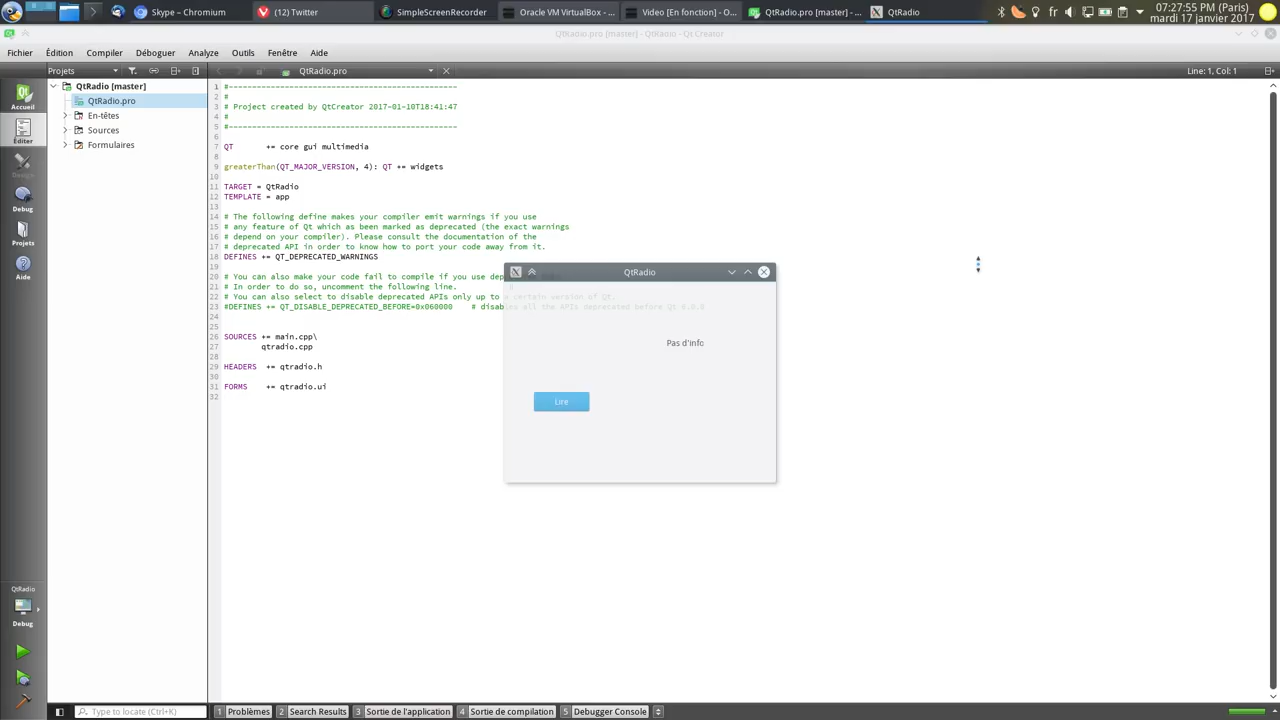 Skype – Chromium
(12) Twitter
SimpleScreenRecorder
Oracle VM VirtualBox – ...
Video [En fonction] – O...
QtRadio.pro [master] - ...
QtRadio
fr
07:27:55 PM (Paris)
mardi 17 janvier 2017
QtRadio.pro [master] - QtRadio - Qt Creator
Fichier Édition Compiler Déboguer Analyze Outils Fenêtre Aide
Projets
QtRadio.pro
Line: 1, Col: 1
Accueil
Éditer
Design
Debug
Projets
Aide
QtRadio
Debug
QtRadio [master]
QtRadio.pro
En-têtes
Sources
Formulaires
1 #-------------------------------------------------
2 #
3 # Project created by QtCreator 2017-01-10T18:41:47
4 #
5 #-------------------------------------------------
6
7 QT       += core gui multimedia
8
9 greaterThan(QT_MAJOR_VERSION, 4): QT += widgets
10
11 TARGET = QtRadio
12 TEMPLATE = app
13
14 # The following define makes your compiler emit warnings if you use
15 # any feature of Qt which as been marked as deprecated (the exact warnings
16 # depend on your compiler). Please consult the documentation of the
17 # deprecated API in order to know how to port your code away from it.
18 DEFINES += QT_DEPRECATED_WARNINGS
19
20 # You can also make your code fail to compile if you use dep
21 # In order to do so, uncomment the following line.
22 # You can also select to disable deprecated APIs only up to a certain version of Qt.
23 #DEFINES += QT_DISABLE_DEPRECATED_BEFORE=0x060000    # disables all the APIs deprecated before Qt 6.0.0
24
25
26 SOURCES += main.cpp\
27         qtradio.cpp
28
29 HEADERS  += qtradio.h
30
31 FORMS    += qtradio.ui
32
QtRadio
Pas d'info
Lire
Type to locate (Ctrl+K)
1 Problèmes
2 Search Results
3 Sortie de l'application
4 Sortie de compilation
5 Debugger Console